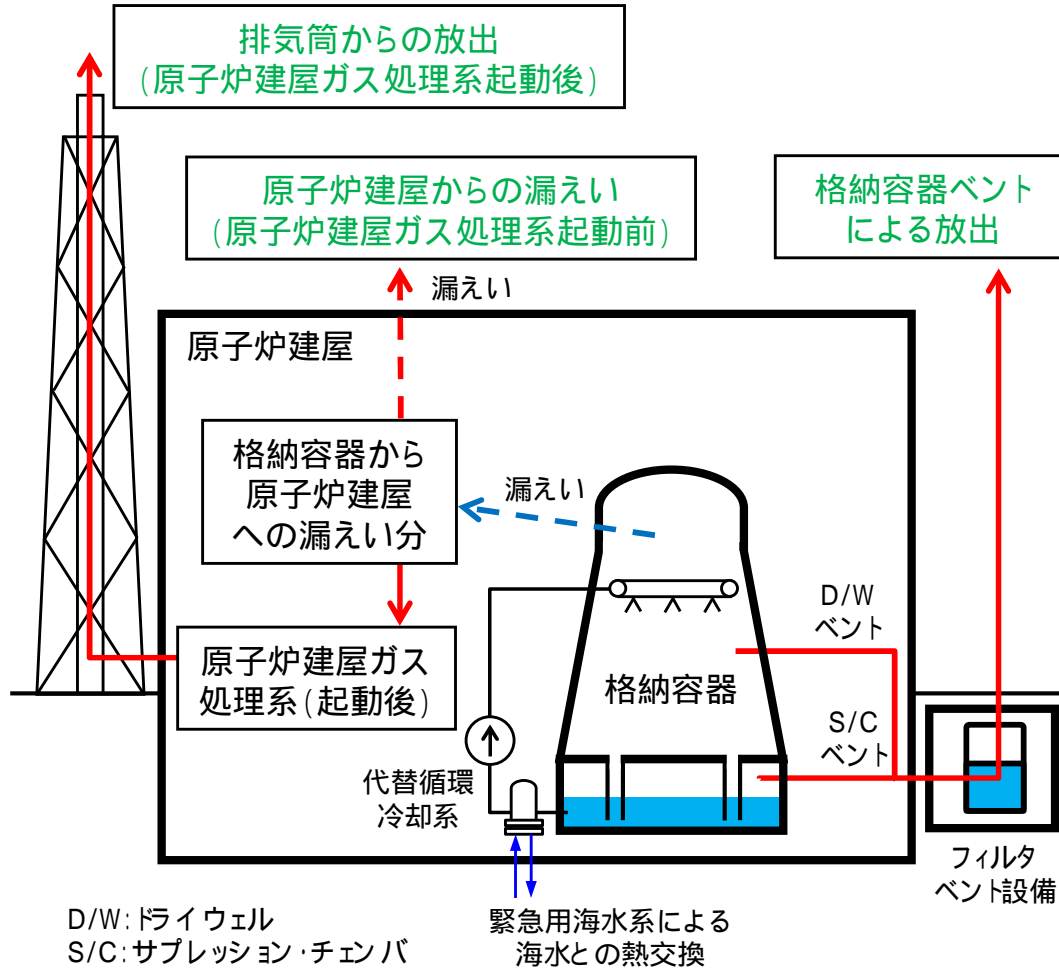 排気筒からの放出
(原子炉建屋ガス処理系起動後)
原子炉建屋からの漏えい
(原子炉建屋ガス処理系起動前)
格納容器ベント
による放出
漏えい
原子炉建屋
格納容器から
原子炉建屋
への漏えい分
漏えい
D/W
ベント
原子炉建屋ガス
処理系(起動後)
格納容器
S/C
ベント
代替循環
冷却系
フィルタ
ベント設備
D/W:ドライウェル
S/C:サプレッション・チェンバ
緊急用海水系による
海水との熱交換